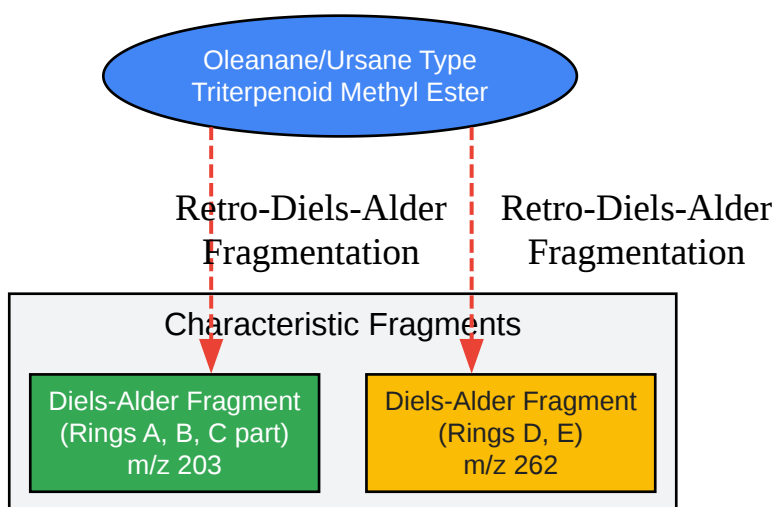 Oleanane/Ursane Type
Triterpenoid Methyl Ester
Retro-Diels-Alder
Fragmentation
Retro-Diels-Alder
Fragmentation
Characteristic Fragments
Diels-Alder Fragment
(Rings A, B, C part)
m/z 203
Diels-Alder Fragment
(Rings D, E)
m/z 262